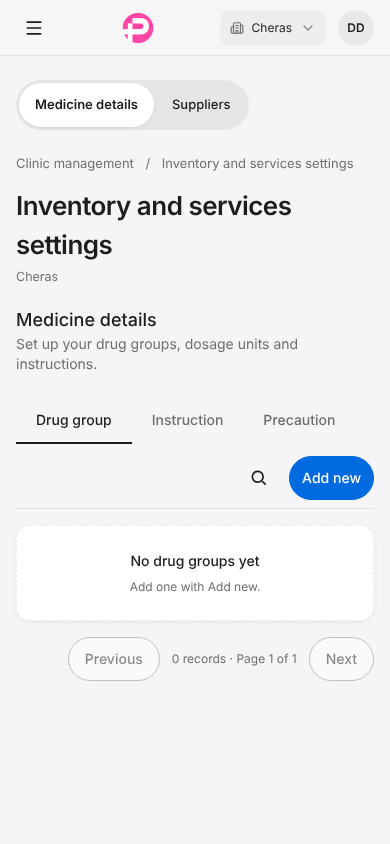 Cheras
DD
Medicine details
Suppliers
Clinic management / Inventory and services settings
Inventory and services
settings
Cheras
Medicine details
Set up your drug groups, dosage units and
instructions.
Drug group
Instruction
Precaution
Add new
No drug groups yet
Add one with Add new.
Previous
0 records · Page 1 of 1
Next